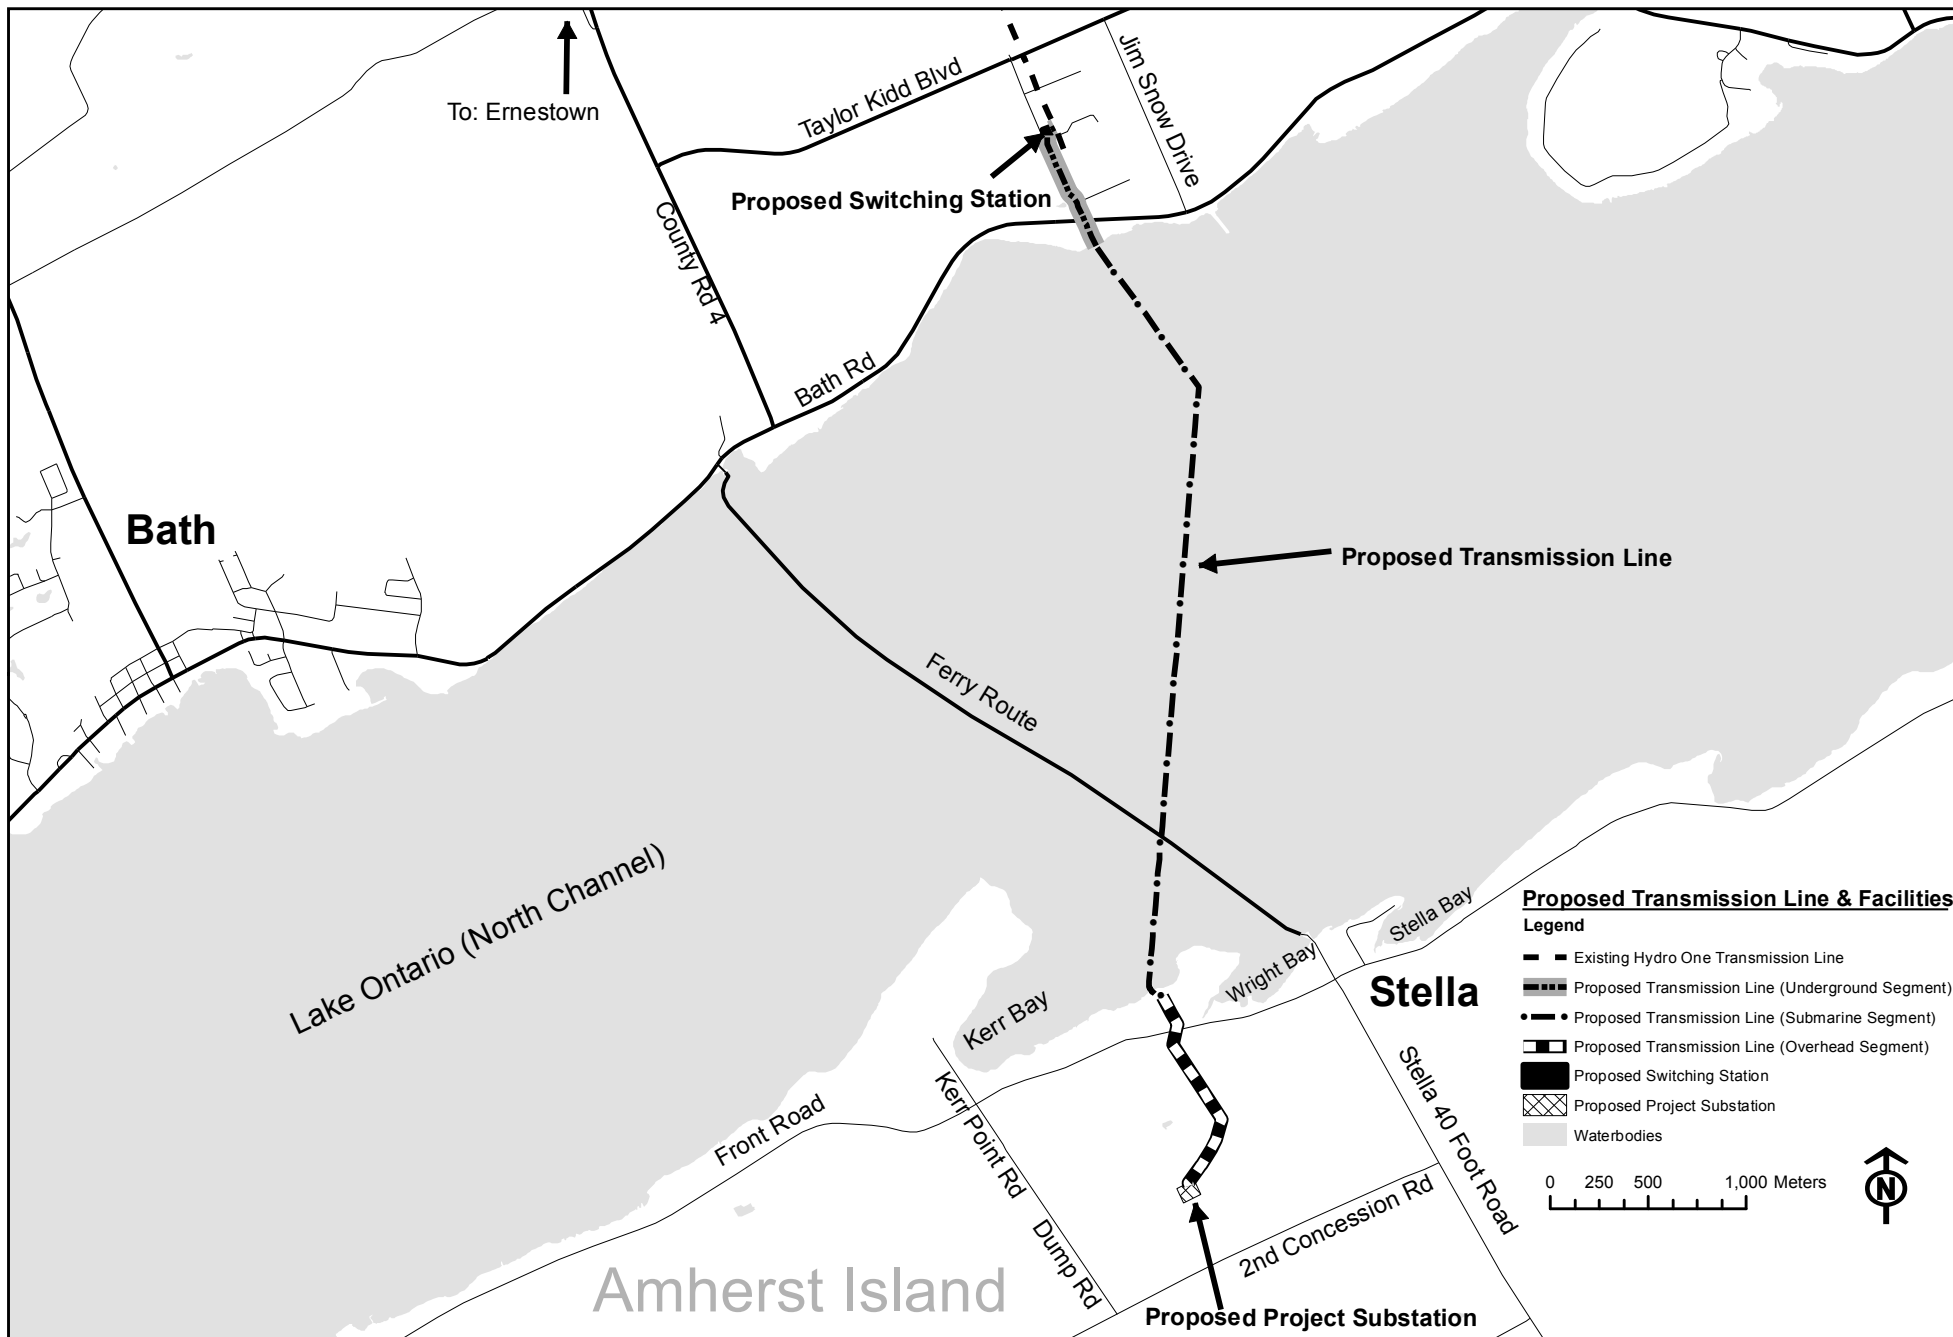 To: Ernestown
Taylor Kidd Blvd
Jim Snow Drive
Proposed Switching Station
County Rd 4
Bath Rd
Bath
Proposed Transmission Line
Ferry Route
Lake Ontario (North Channel)
Stella Bay
Wright Bay
Stella
Kerr Bay
Kerr Point Rd
Front Road
Stella 40 Foot Road
Dump Rd
2nd Concession Rd
Amherst Island
Proposed Project Substation
Proposed Transmission Line & Facilities
Legend
Existing Hydro One Transmission Line
Proposed Transmission Line (Underground Segment)
Proposed Transmission Line (Submarine Segment)
Proposed Transmission Line (Overhead Segment)
Proposed Switching Station
Proposed Project Substation
Waterbodies
0 250 500 1,000 Meters
N